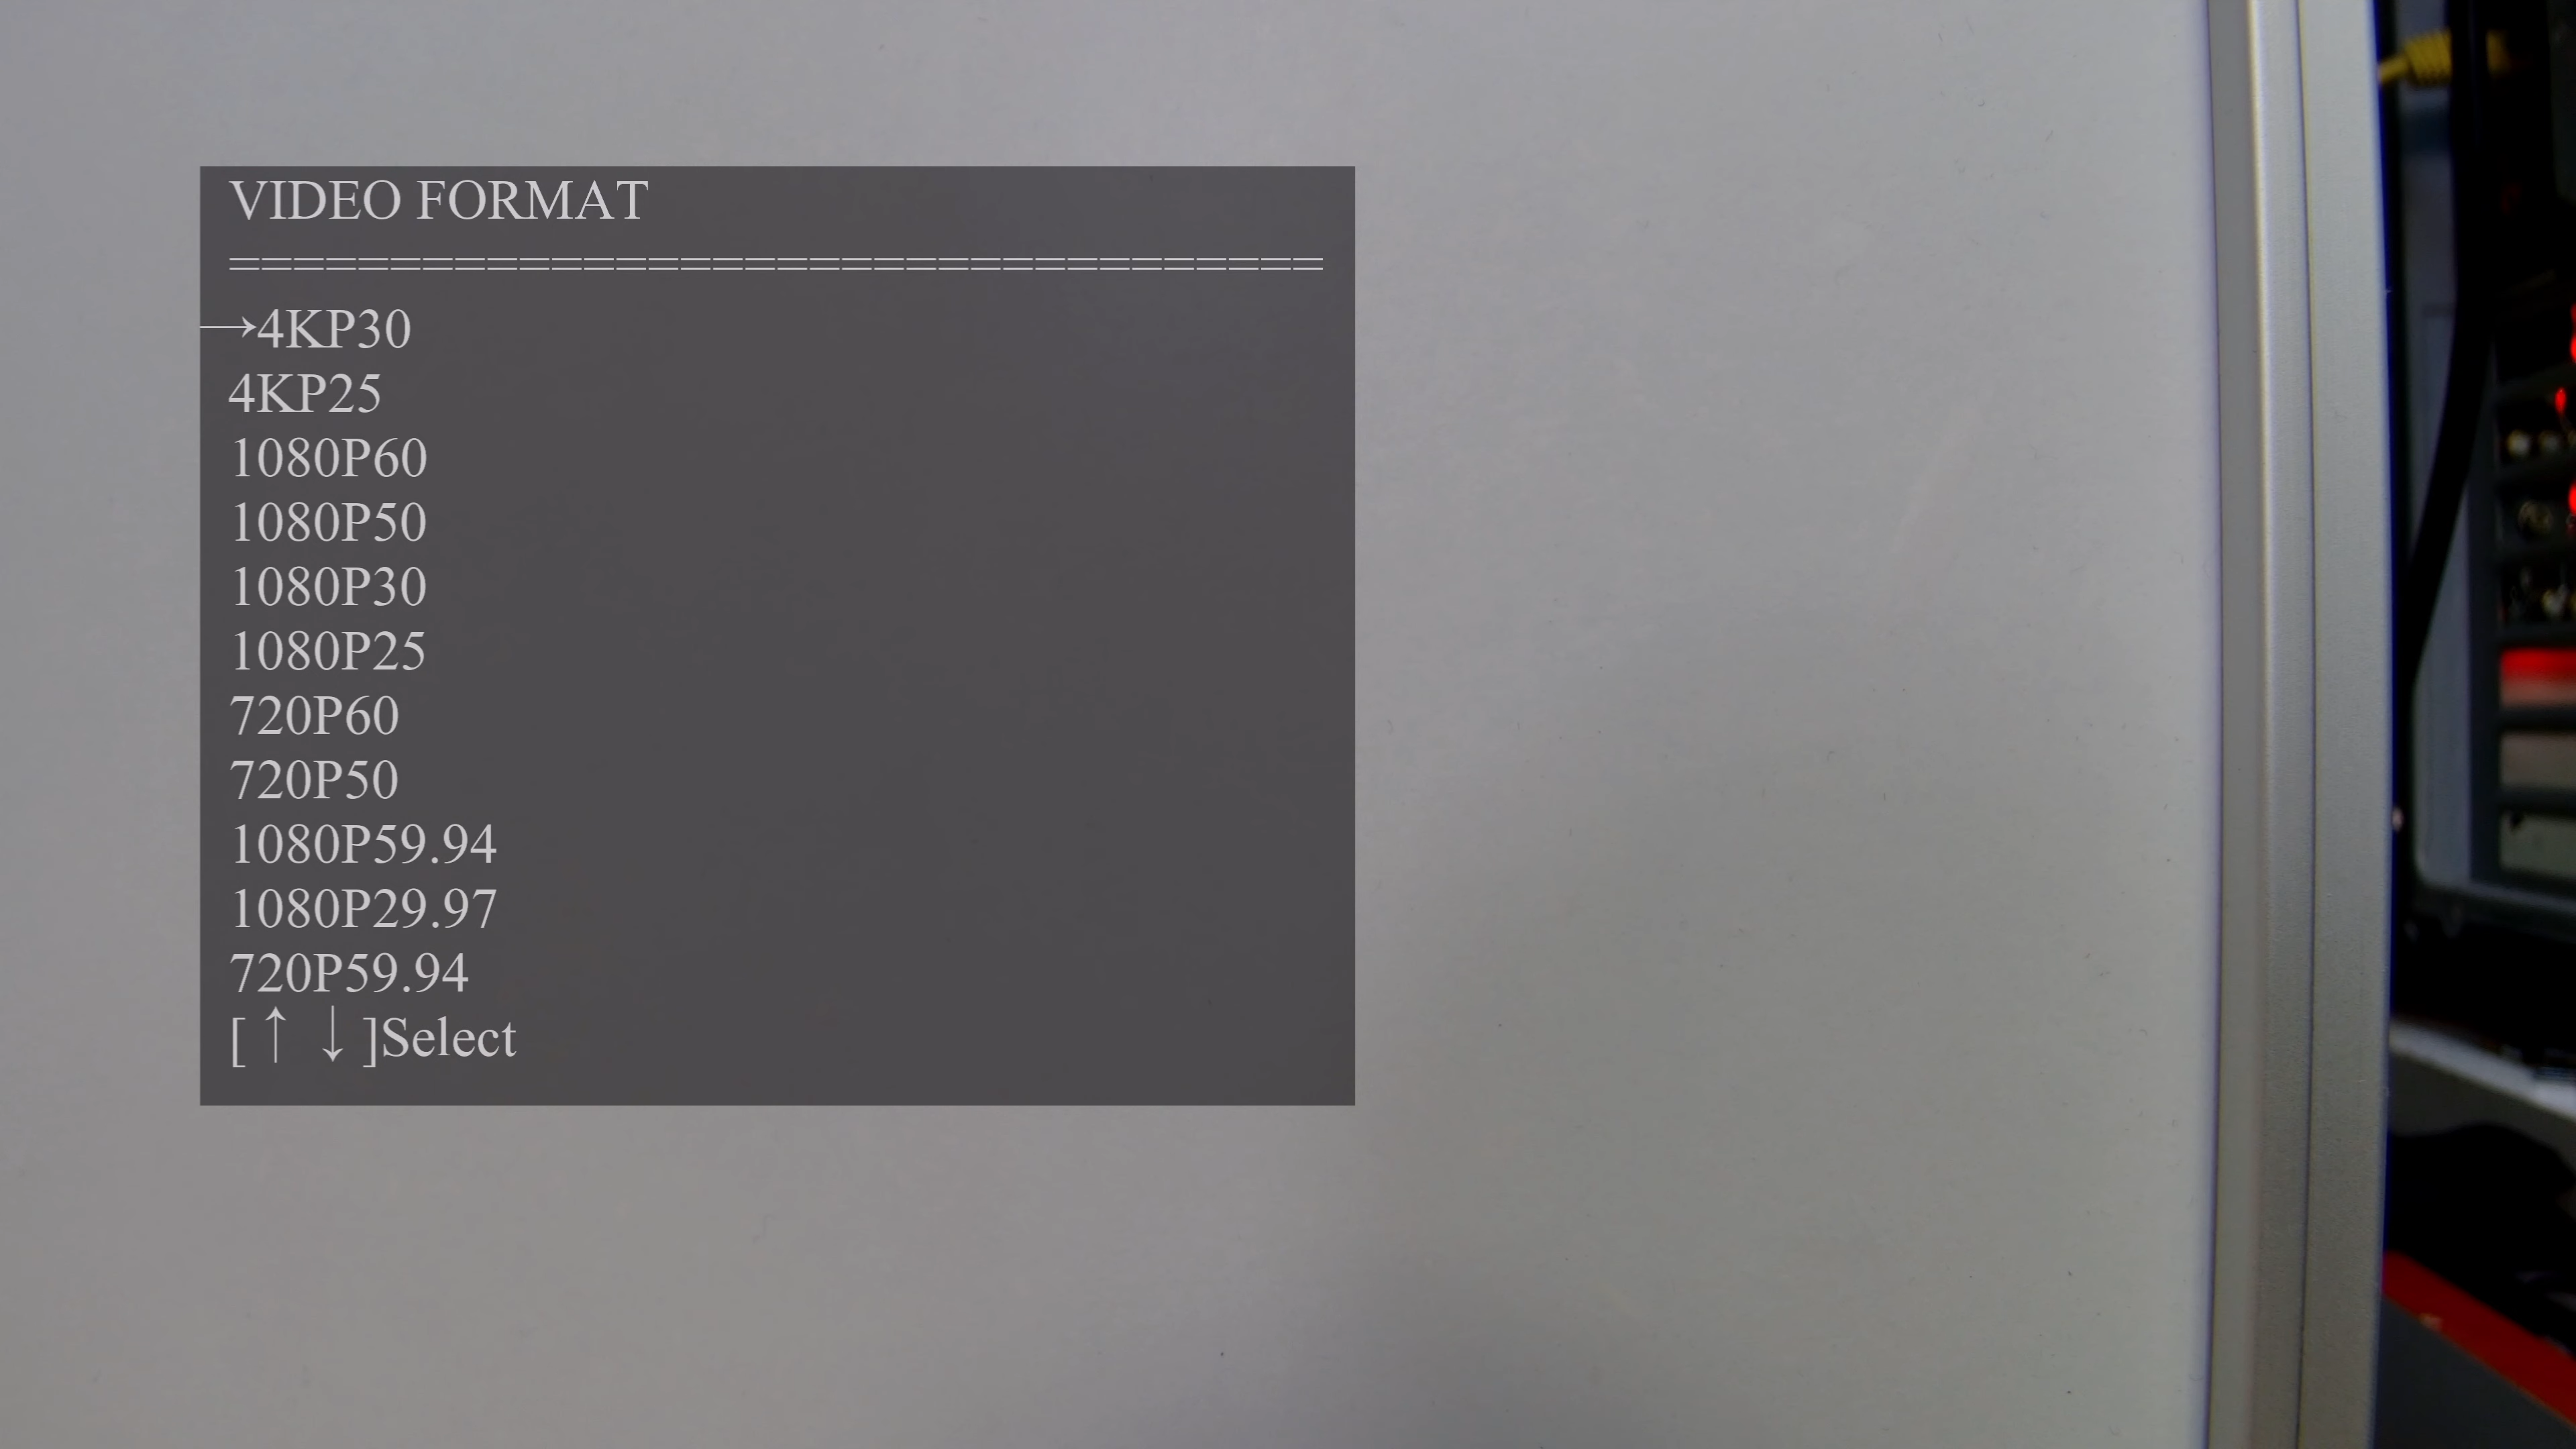 VIDEO FORMAT
==================================
→4KP30
4KP25
1080P60
1080P50
1080P30
1080P25
720P60
720P50
1080P59.94
1080P29.97
720P59.94
[↑ ↓]Select